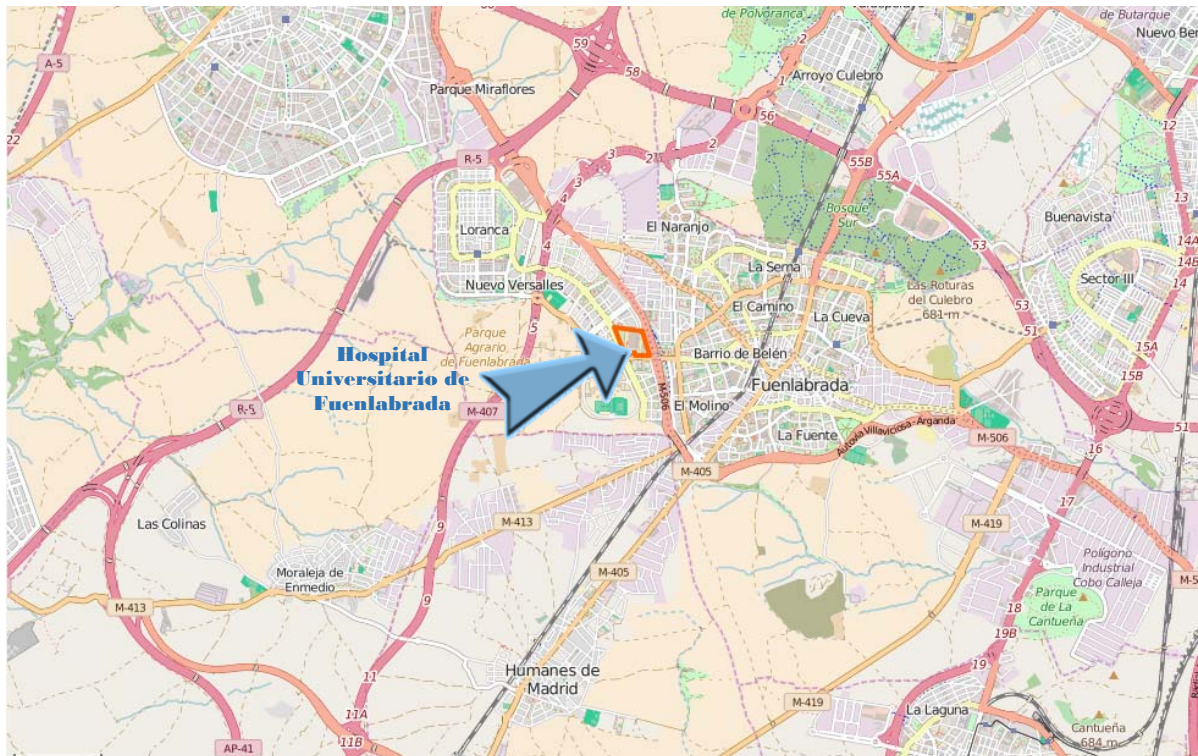 60
59
58
56
2
1
A-5
22
de Polvoranca
de Butarque
Nuevo Ber
Arroyo Culebro
Parque Miraflores
12
R-5
3
3
2
2
4
4
5
55B
55A
13
Bosque
Sur
Buenavista
53
53
14A
14B
14
El Naranjo
Loranca
La Serna
Sector III
Nuevo Versalles
El Camino
La Cueva
Las Roturas
del Culebro
681 m
51
Parque
Agrario
de Fuenlabrada
Hospital
Universitario de
Fuenlabrada
Barrio de Belén
15A
15B
Fuenlabrada
M-506
El Molino
R-5
M-407
La Fuente
Autovía Villaviciosa - Arganda
M-506
51
16
M-405
17
Las Colinas
9
M-413
M-419
Moraleja de
Enmedio
M-405
Polígono
Industrial
Cobo Calleja
M-5
M-413
9
Parque
de La
Cantueña
18
19B
11
Humanes de
Madrid
19
M-419
La Laguna
11A
11B
AP-41
Cantueña
684 m